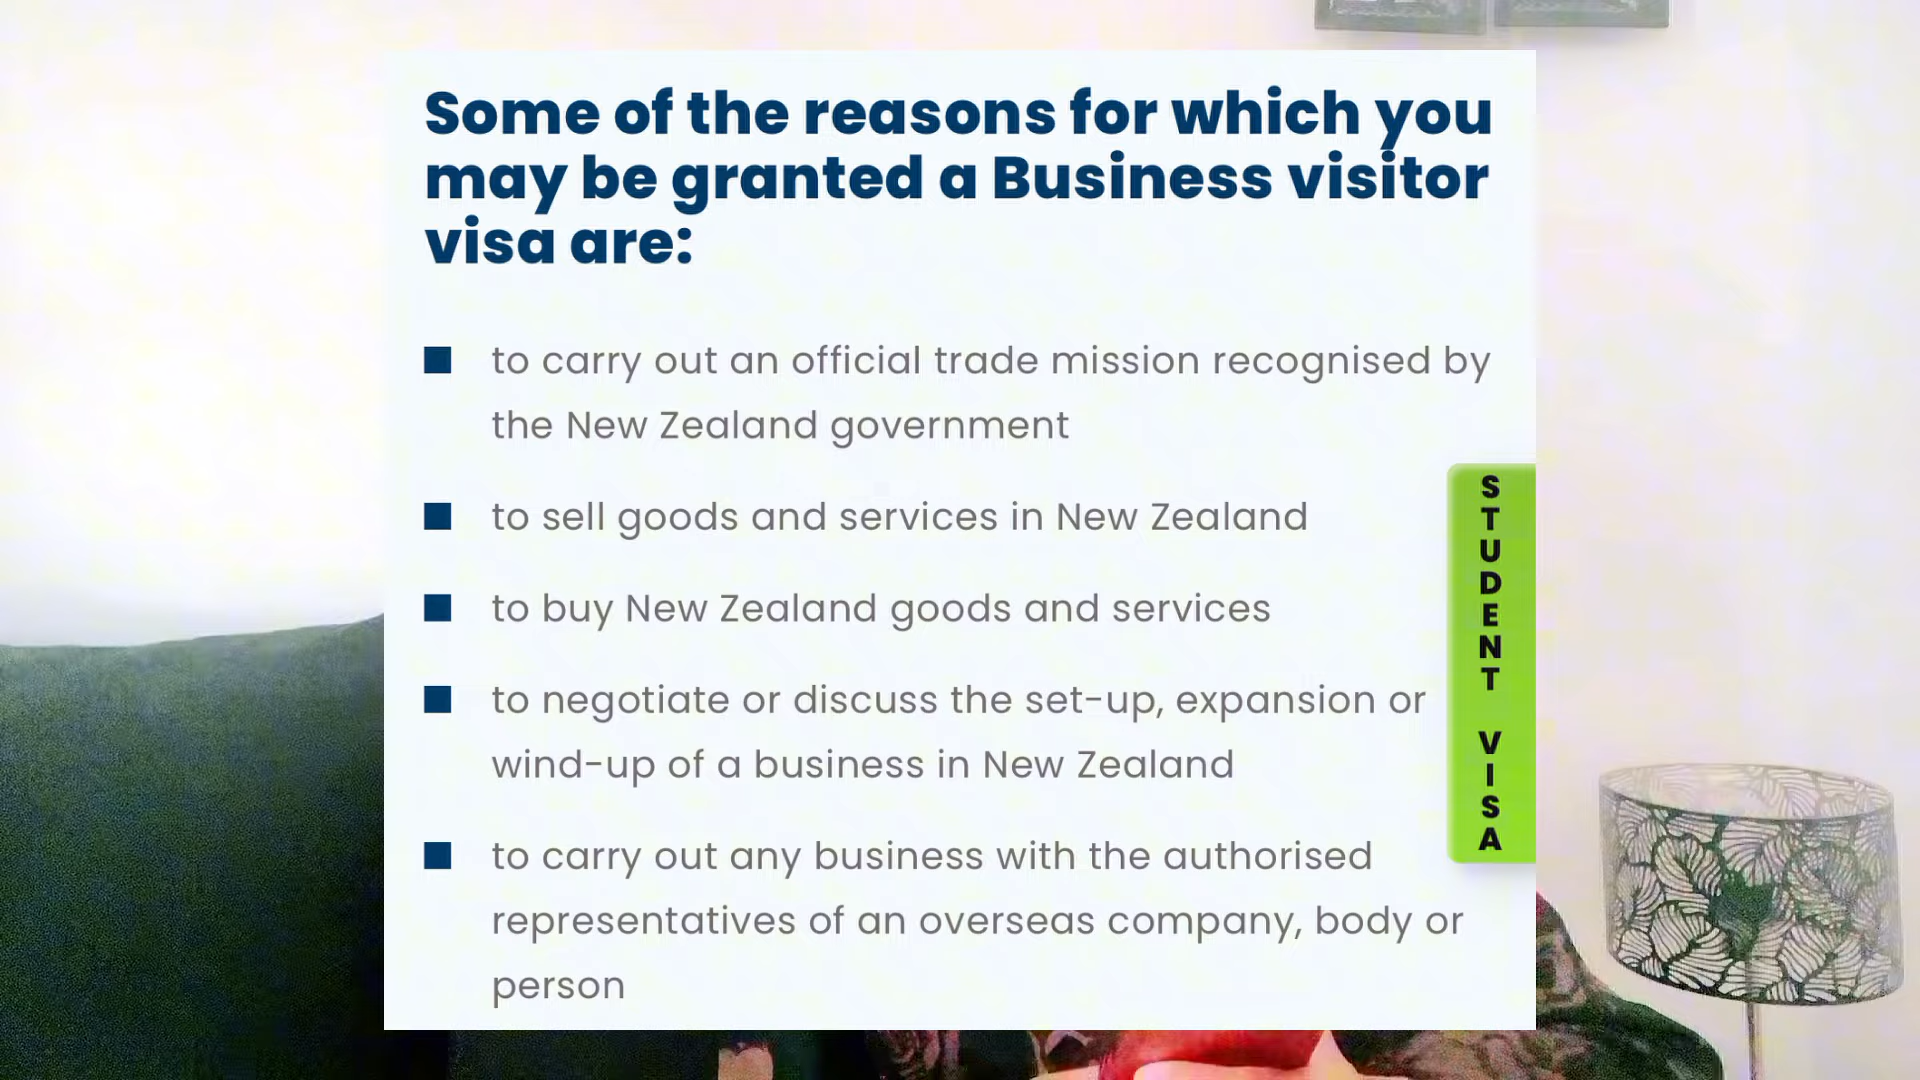 Some of the reasons for which you
may be granted a Business visitor
visa are:
to carry out an official trade mission recognised by
the New Zealand government
to sell goods and services in New Zealand
to buy New Zealand goods and services
to negotiate or discuss the set-up, expansion or
wind-up of a business in New Zealand
to carry out any business with the authorised
representatives of an overseas company, body or
person
STUDENT VISA